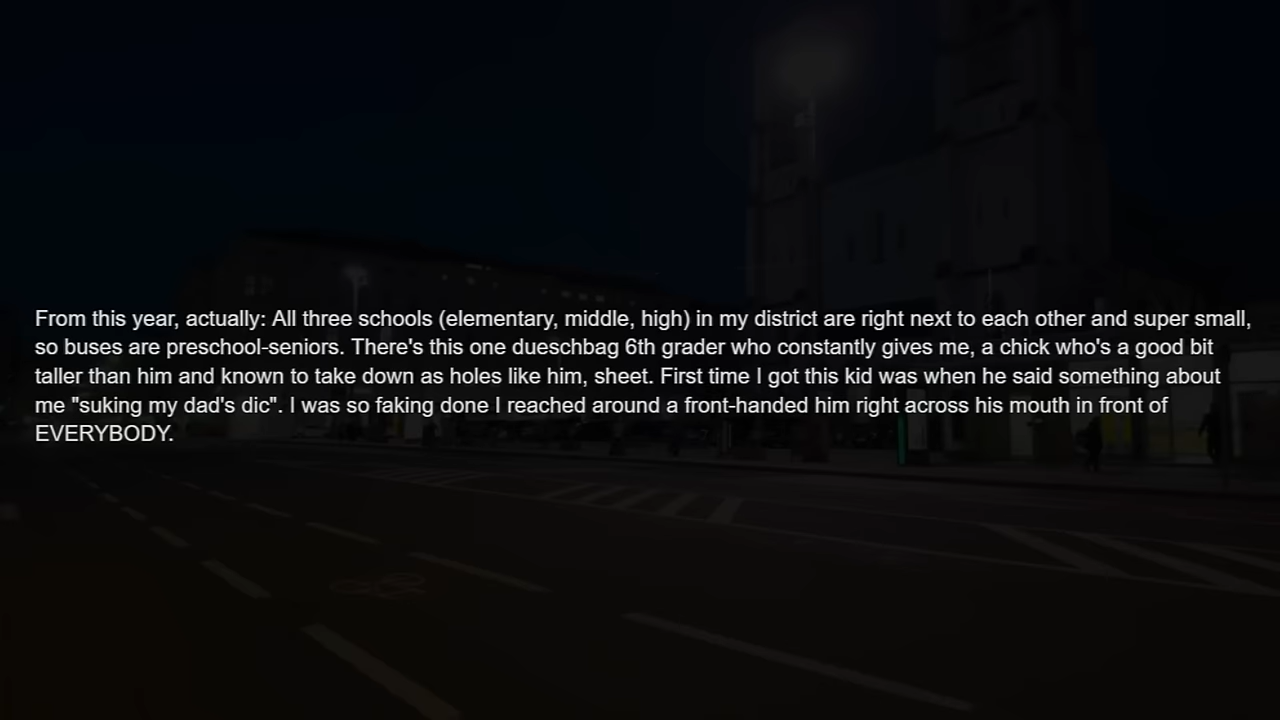 From this year, actually: All three schools (elementary, middle, high) in my district are right next to each other and super small,
so buses are preschool-seniors. There's this one dueschbag 6th grader who constantly gives me, a chick who's a good bit
taller than him and known to take down as holes like him, sheet. First time I got this kid was when he said something about
me "suking my dad's dic". I was so faking done I reached around a front-handed him right across his mouth in front of
EVERYBODY.